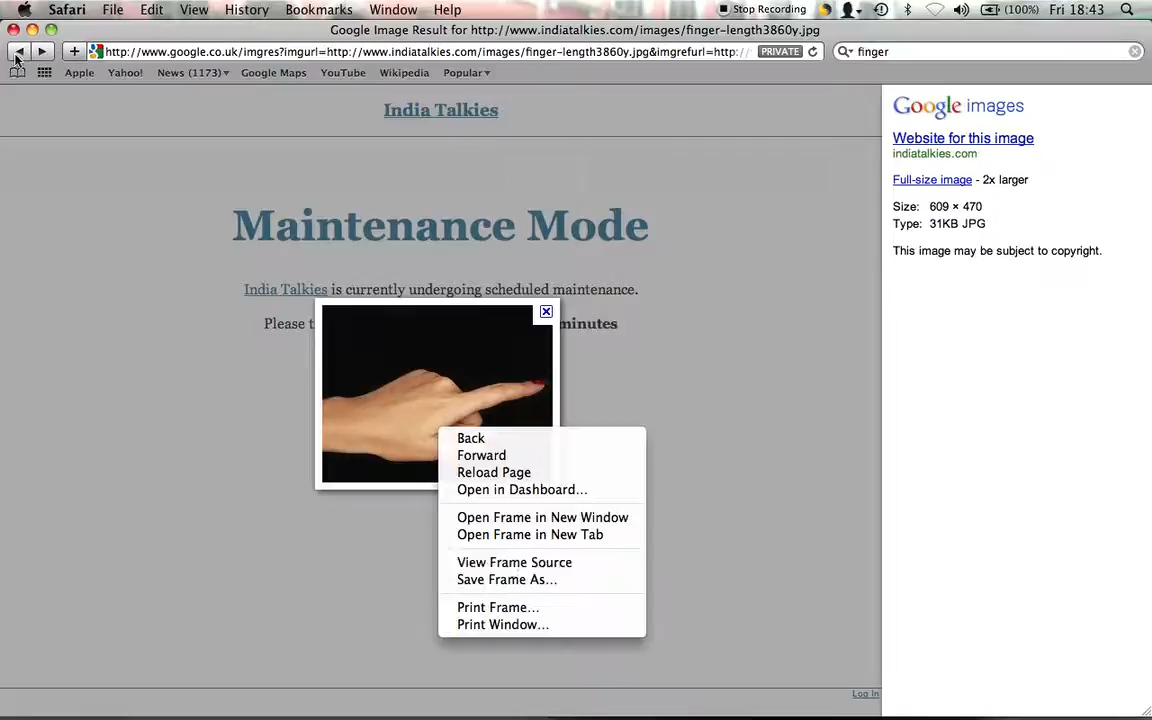 Safari File Edit View History Bookmarks Window Help Stop Recording (100%) Fri 18:43
Google Image Result for http://www.indiatalkies.com/images/finger-length3860y.jpg
http://www.google.co.uk/imgres?imgurl=http://www.indiatalkies.com/images/finger-length3860y.jpg&imgrefurl=http:/ PRIVATE finger
Apple Yahoo! News (1173) Google Maps YouTube Wikipedia Popular
India Talkies
Google images
Website for this image
indiatalkies.com
Full-size image - 2x larger
Size: 609 × 470
Type: 31KB JPG
This image may be subject to copyright.
Maintenance Mode
India Talkies is currently undergoing scheduled maintenance.
Please minutes
Back
Forward
Reload Page
Open in Dashboard...
Open Frame in New Window
Open Frame in New Tab
View Frame Source
Save Frame As...
Print Frame...
Print Window...
Log In